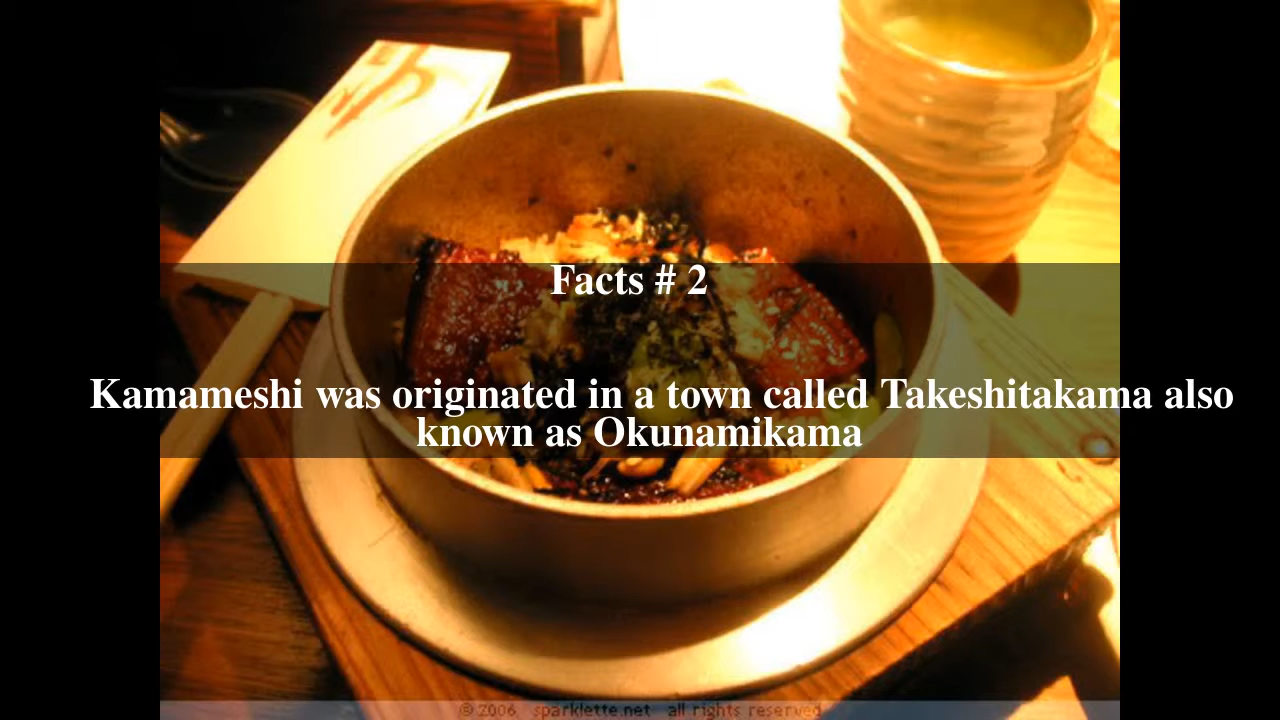 Facts # 2
Kamameshi was originated in a town called Takeshitakama also
known as Okunamikama
© 2006 sparklette.net all rights reserved